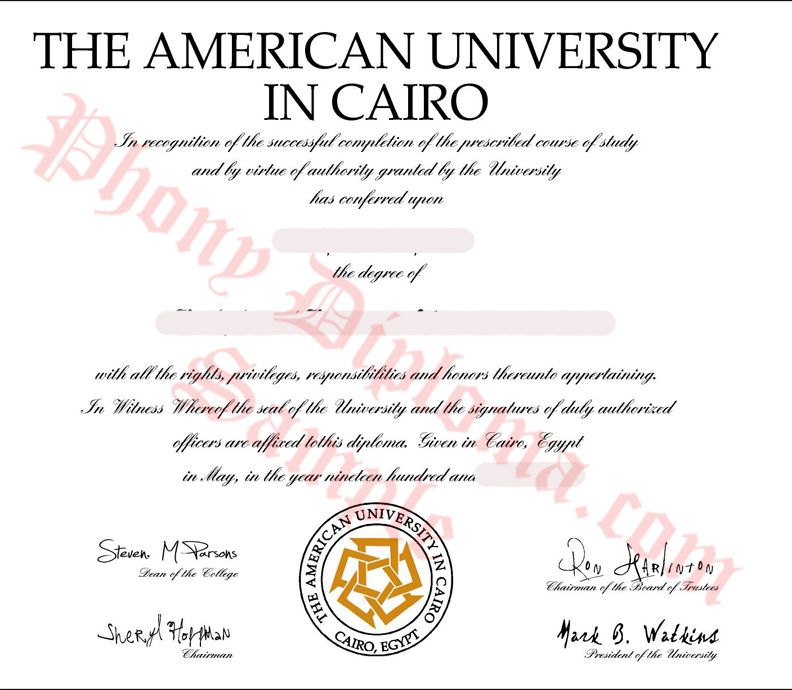 THE AMERICAN UNIVERSITY
IN CAIRO
In recognition of the successful completion of the prescribed course of study
and by virtue of authority granted by the University
has conferred upon
the degree of
with all the rights, privileges, responsibilities and honors thereunto appertaining.
In Witness Whereof the seal of the University and the signatures of duly authorized
officers are affixed tothis diploma. Given in Cairo, Egypt
in May, in the year nineteen hundred and
Phony Diploma.com
Sample
Steven. M Parsons
Dean of the College
Sheryl Hoffman
Chairman
THE AMERICAN UNIVERSITY IN CAIRO
CAIRO, EGYPT
Ron Harlinton
Chairman of the Board of Trustees
Mark B. Watkins
President of the University